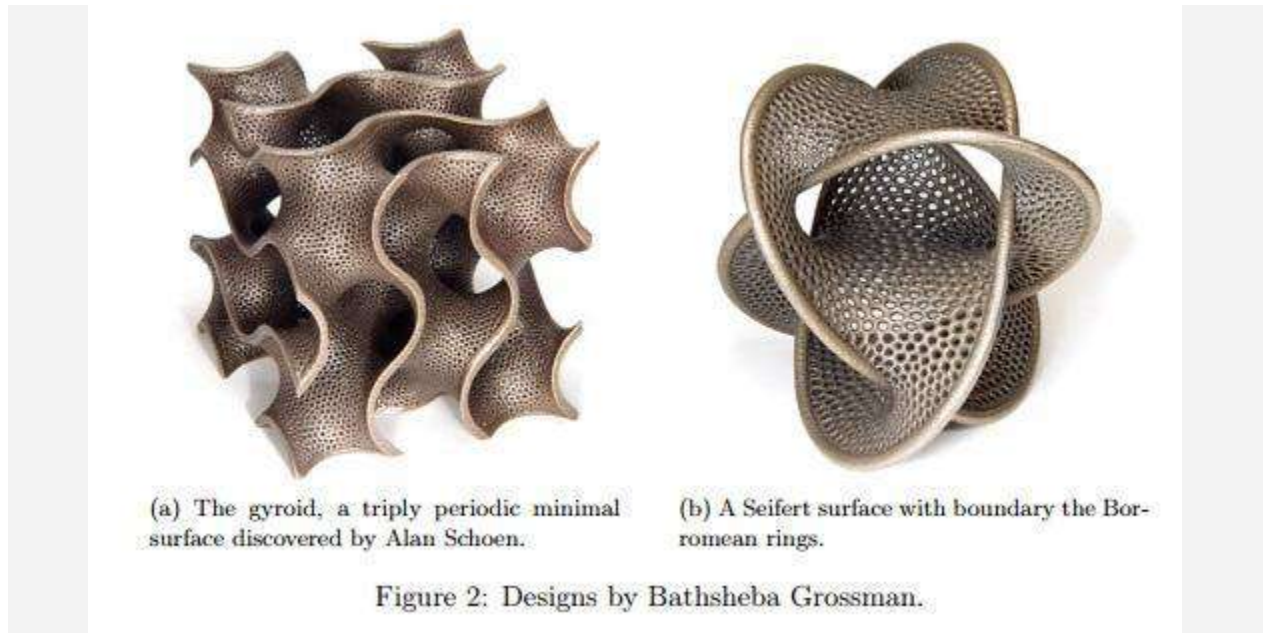 (a) The gyroid, a triply periodic minimal
surface discovered by Alan Schoen.
(b) A Seifert surface with boundary the Bor-
romean rings.
Figure 2: Designs by Bathsheba Grossman.